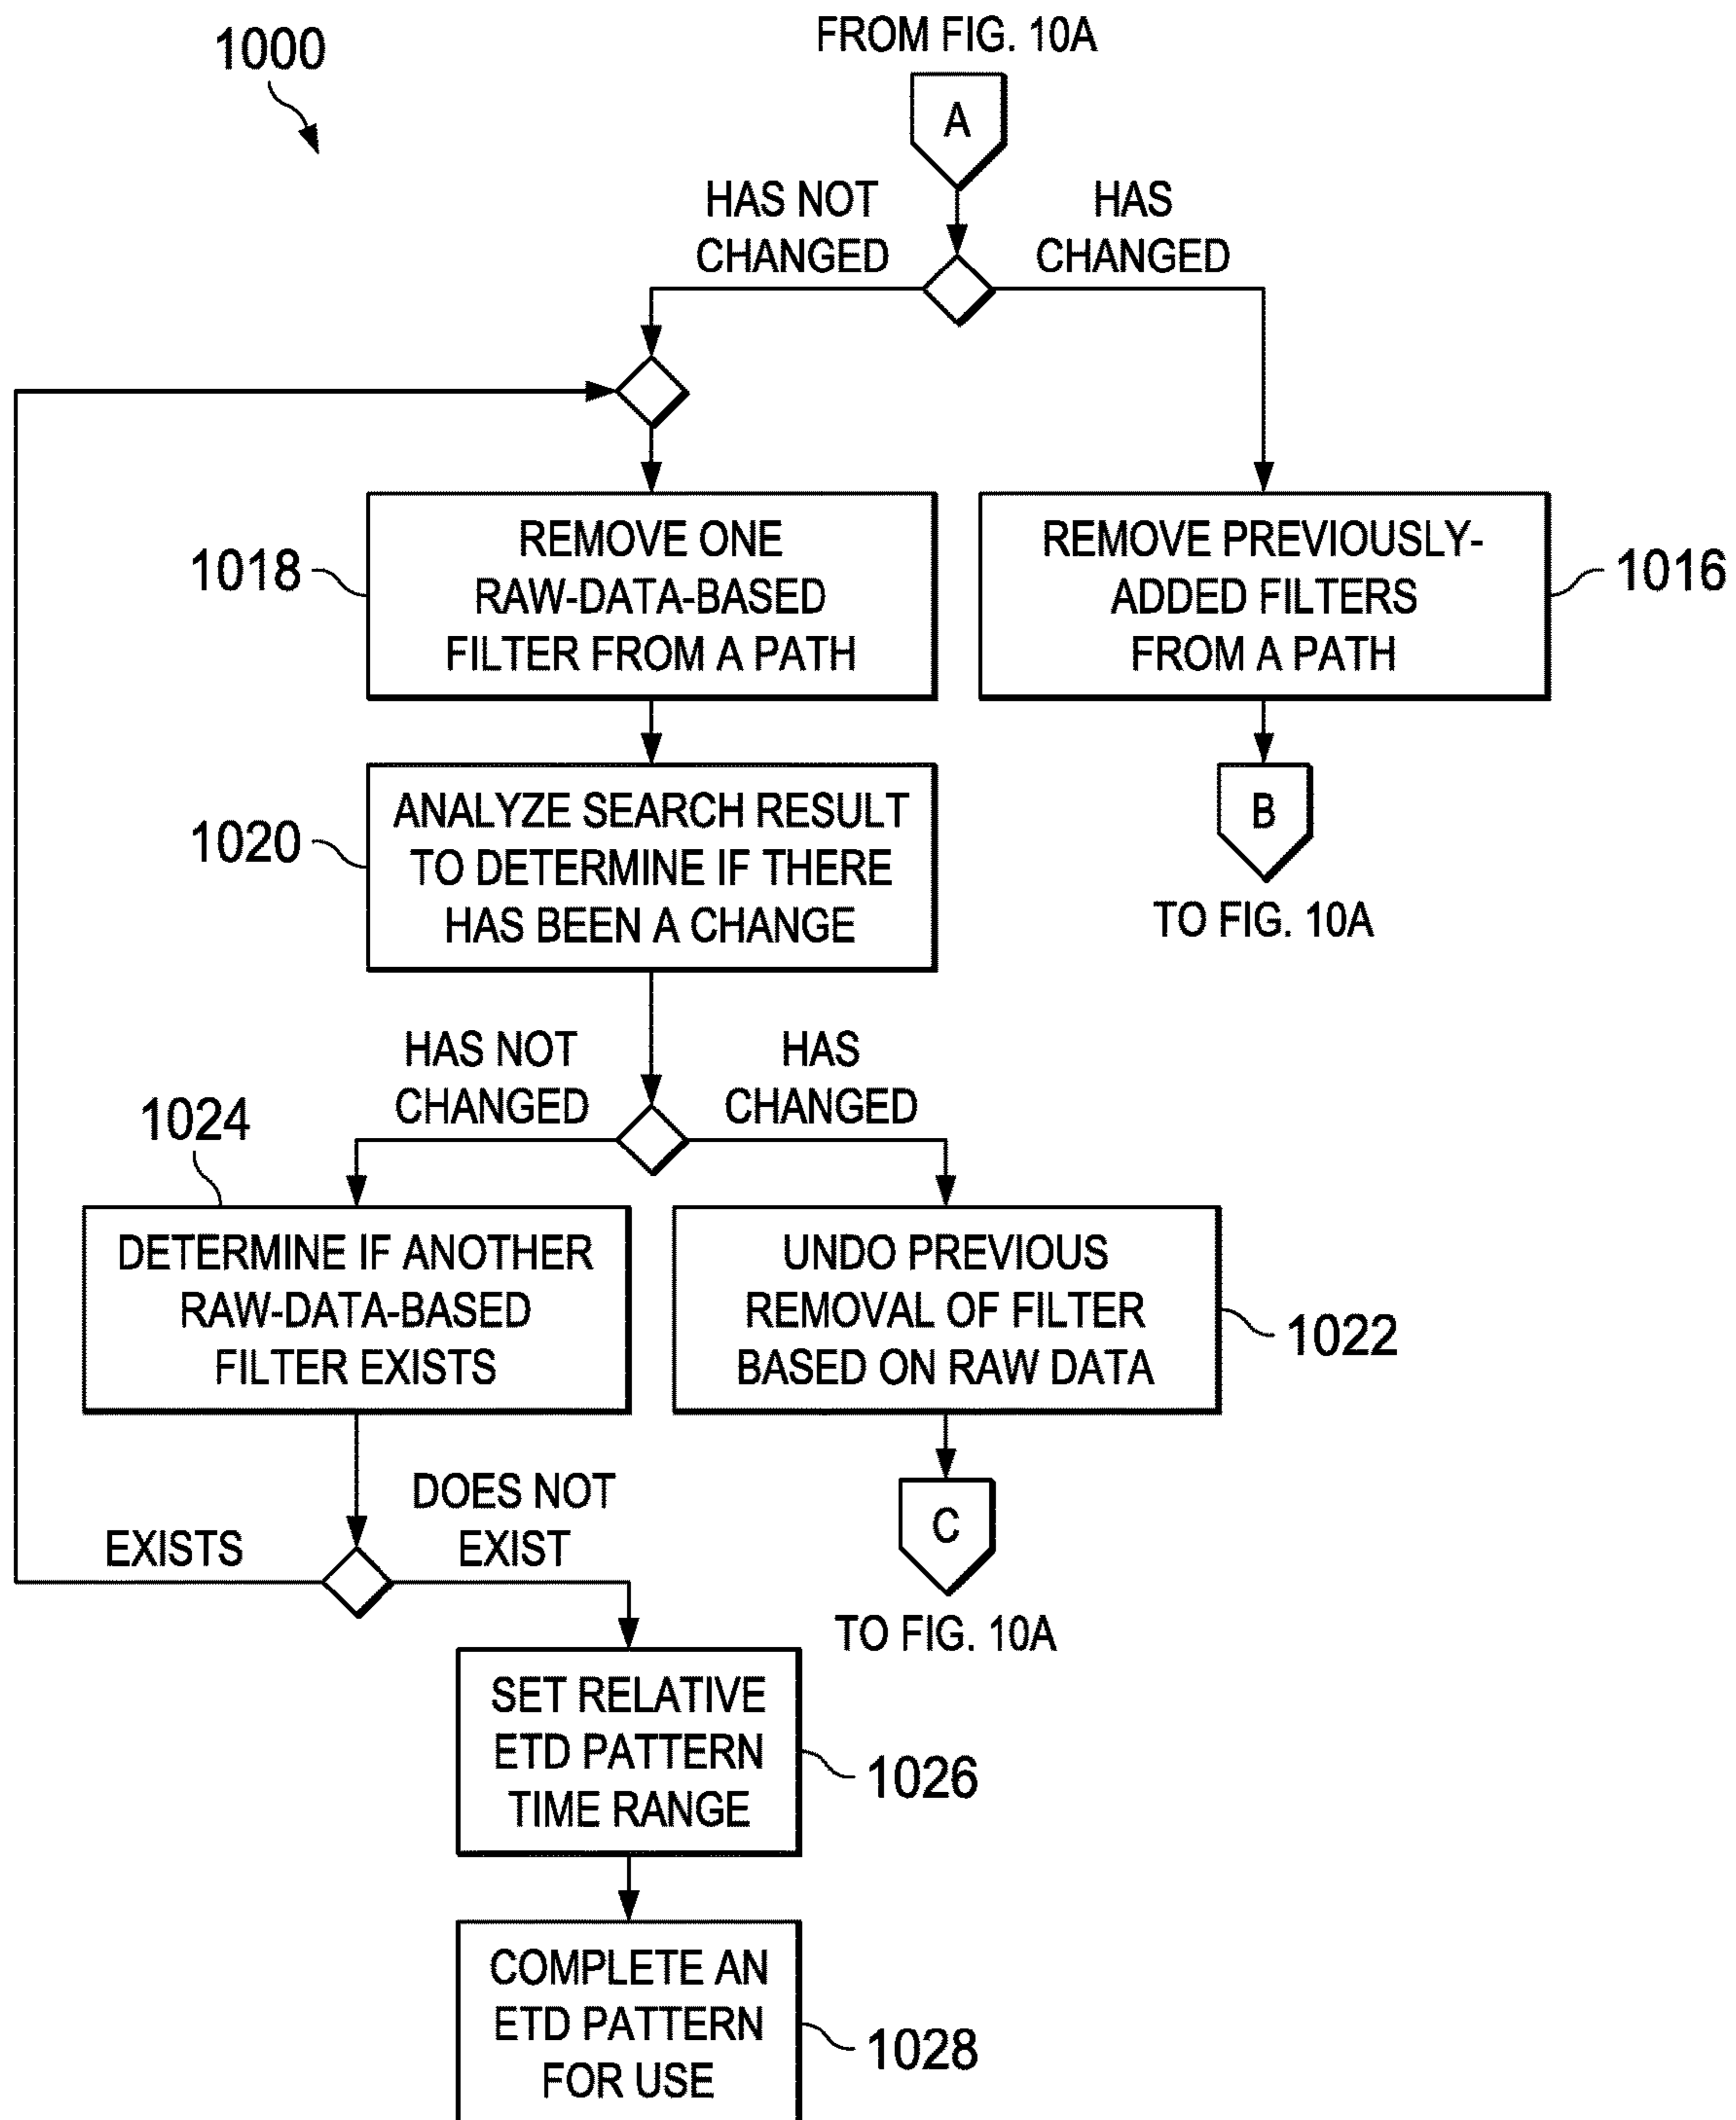 1000
FROM FIG. 10A
A
HAS NOT
CHANGED
HAS
CHANGED
1018
REMOVE ONE
RAW-DATA-BASED
FILTER FROM A PATH
REMOVE PREVIOUSLY-
ADDED FILTERS
FROM A PATH
1016
1020
ANALYZE SEARCH RESULT
TO DETERMINE IF THERE
HAS BEEN A CHANGE
B
TO FIG. 10A
HAS NOT
CHANGED
HAS
CHANGED
1024
DETERMINE IF ANOTHER
RAW-DATA-BASED
FILTER EXISTS
UNDO PREVIOUS
REMOVAL OF FILTER
BASED ON RAW DATA
1022
EXISTS
DOES NOT
EXIST
C
TO FIG. 10A
SET RELATIVE
ETD PATTERN
TIME RANGE
1026
COMPLETE AN
ETD PATTERN
FOR USE
1028